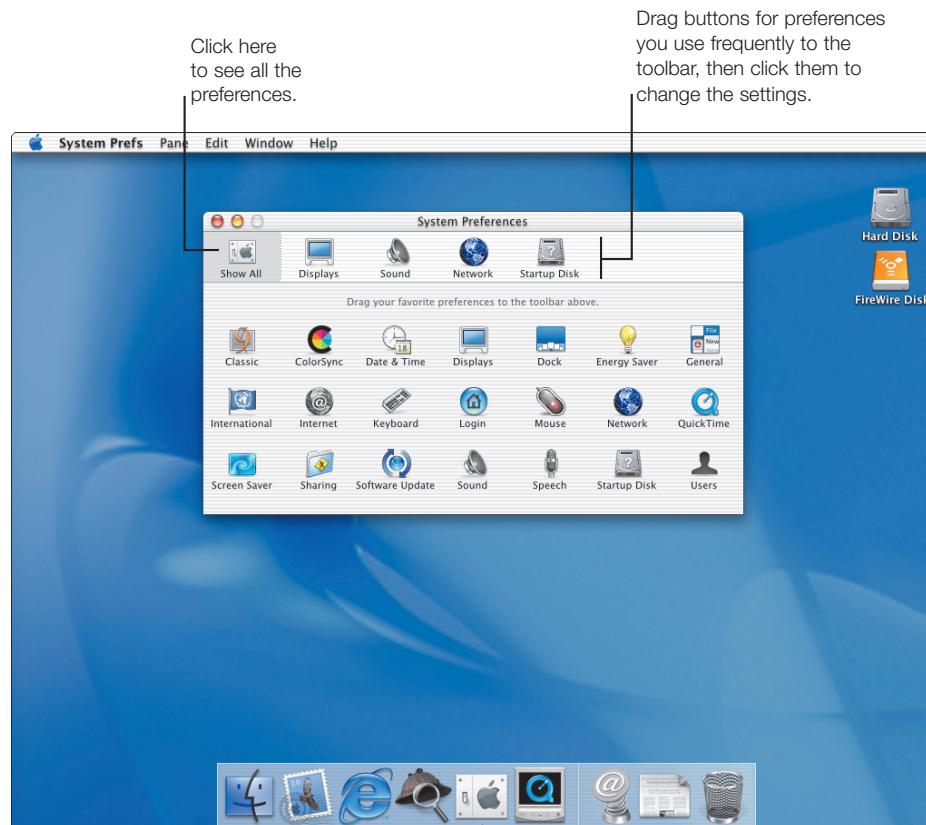 Click here
to see all the
preferences.
Drag buttons for preferences
you use frequently to the
toolbar, then click them to
change the settings.
System Prefs Pane Edit Window Help
System Preferences
Show All Displays Sound Network Startup Disk
Drag your favorite preferences to the toolbar above.
18
File
New
Classic ColorSync Date & Time Displays Dock Energy Saver General
International Internet Keyboard Login Mouse Network QuickTime
Screen Saver Sharing Software Update Sound Speech Startup Disk Users
Hard Disk
FireWire Disk